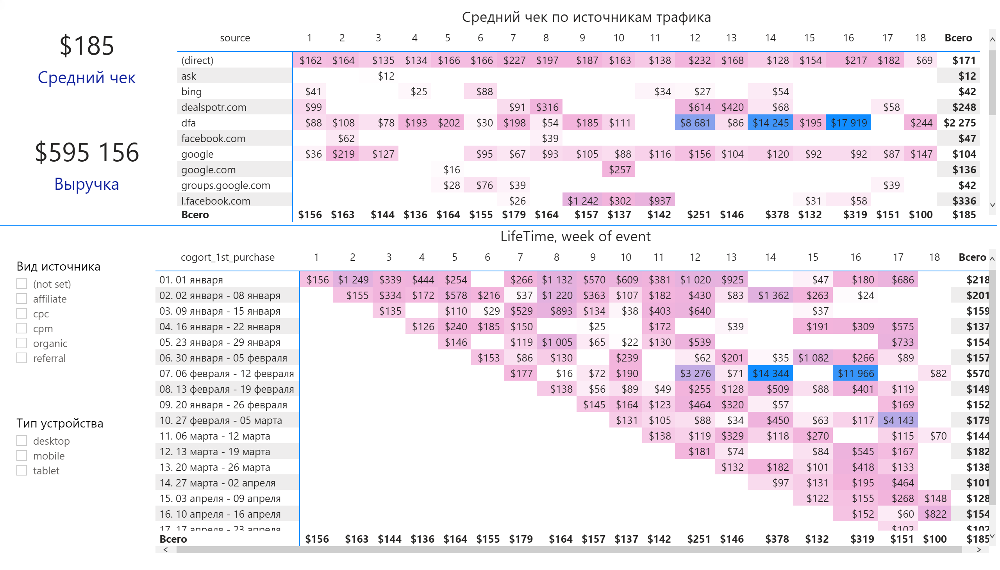 $185
Средний чек
$595 156
Выручка
Средний чек по источникам трафика
source 1 2 3 4 5 6 7 8 9 10 11 12 13 14 15 16 17 18 Всего
(direct) $162 $164 $135 $134 $166 $166 $227 $197 $187 $163 $138 $232 $168 $128 $154 $217 $182 $69 $171
ask $12 $12
bing $41 $25 $88 $34 $27 $54 $42
dealspotr.com $99 $91 $316 $614 $420 $68 $58 $248
dfa $88 $108 $78 $193 $202 $30 $198 $54 $185 $111 $8 681 $86 $14 245 $195 $17 919 $244 $2 275
facebook.com $62 $39 $47
google $36 $219 $127 $95 $67 $93 $105 $88 $116 $156 $104 $120 $92 $92 $87 $147 $104
google.com $16 $257 $136
groups.google.com $28 $76 $39 $39 $42
l.facebook.com $26 $1 242 $302 $937 $31 $58 $336
Всего $156 $163 $144 $136 $164 $155 $179 $164 $157 $137 $142 $251 $146 $378 $132 $319 $151 $100 $185
Вид источника
(not set)
affiliate
cpc
cpm
organic
referral
Тип устройства
desktop
mobile
tablet
LifeTime, week of event
cogort_1st_purchase 1 2 3 4 5 6 7 8 9 10 11 12 13 14 15 16 17 18 Всего
01. 01 января $156 $1 249 $339 $444 $254 $266 $1 132 $570 $609 $381 $1 020 $925 $47 $180 $686 $218
02. 02 января - 08 января $155 $334 $172 $578 $216 $37 $1 220 $363 $107 $182 $430 $83 $1 362 $263 $24 $201
03. 09 января - 15 января $135 $110 $29 $529 $893 $134 $38 $403 $640 $37 $159
04. 16 января - 22 января $126 $240 $185 $150 $25 $172 $39 $191 $309 $575 $137
05. 23 января - 29 января $146 $119 $1 005 $65 $22 $130 $539 $733 $154
06. 30 января - 05 февраля $153 $86 $130 $239 $62 $201 $35 $1 082 $266 $89 $157
07. 06 февраля - 12 февраля $177 $16 $72 $190 $3 276 $71 $14 344 $11 966 $82 $570
08. 13 февраля - 19 февраля $138 $56 $89 $49 $255 $128 $509 $88 $401 $119 $149
09. 20 января - 26 февраля $145 $164 $123 $464 $320 $57 $169 $152
10. 27 февраля - 05 марта $131 $105 $88 $34 $450 $63 $117 $4 143 $179
11. 06 марта - 12 марта $138 $119 $329 $118 $270 $115 $70 $144
12. 13 марта - 19 марта $181 $74 $84 $545 $167 $182
13. 20 марта - 26 марта $132 $182 $101 $418 $133 $138
14. 27 марта - 02 апреля $97 $131 $195 $464 $101
15. 03 апреля - 09 апреля $122 $155 $268 $148 $128
16. 10 апреля - 16 апреля $152 $60 $822 $154
17. 17 апреля - 23 апреля $102 $102
Всего $156 $163 $144 $136 $164 $155 $179 $164 $157 $137 $142 $251 $146 $378 $132 $319 $151 $100 $185